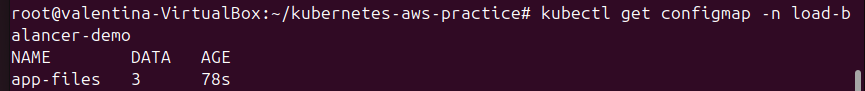 root@valentina-VirtualBox:~/kubernetes-aws-practice# kubectl get configmap -n load-b
alancer-demo
NAME        DATA   AGE
app-files   3      78s